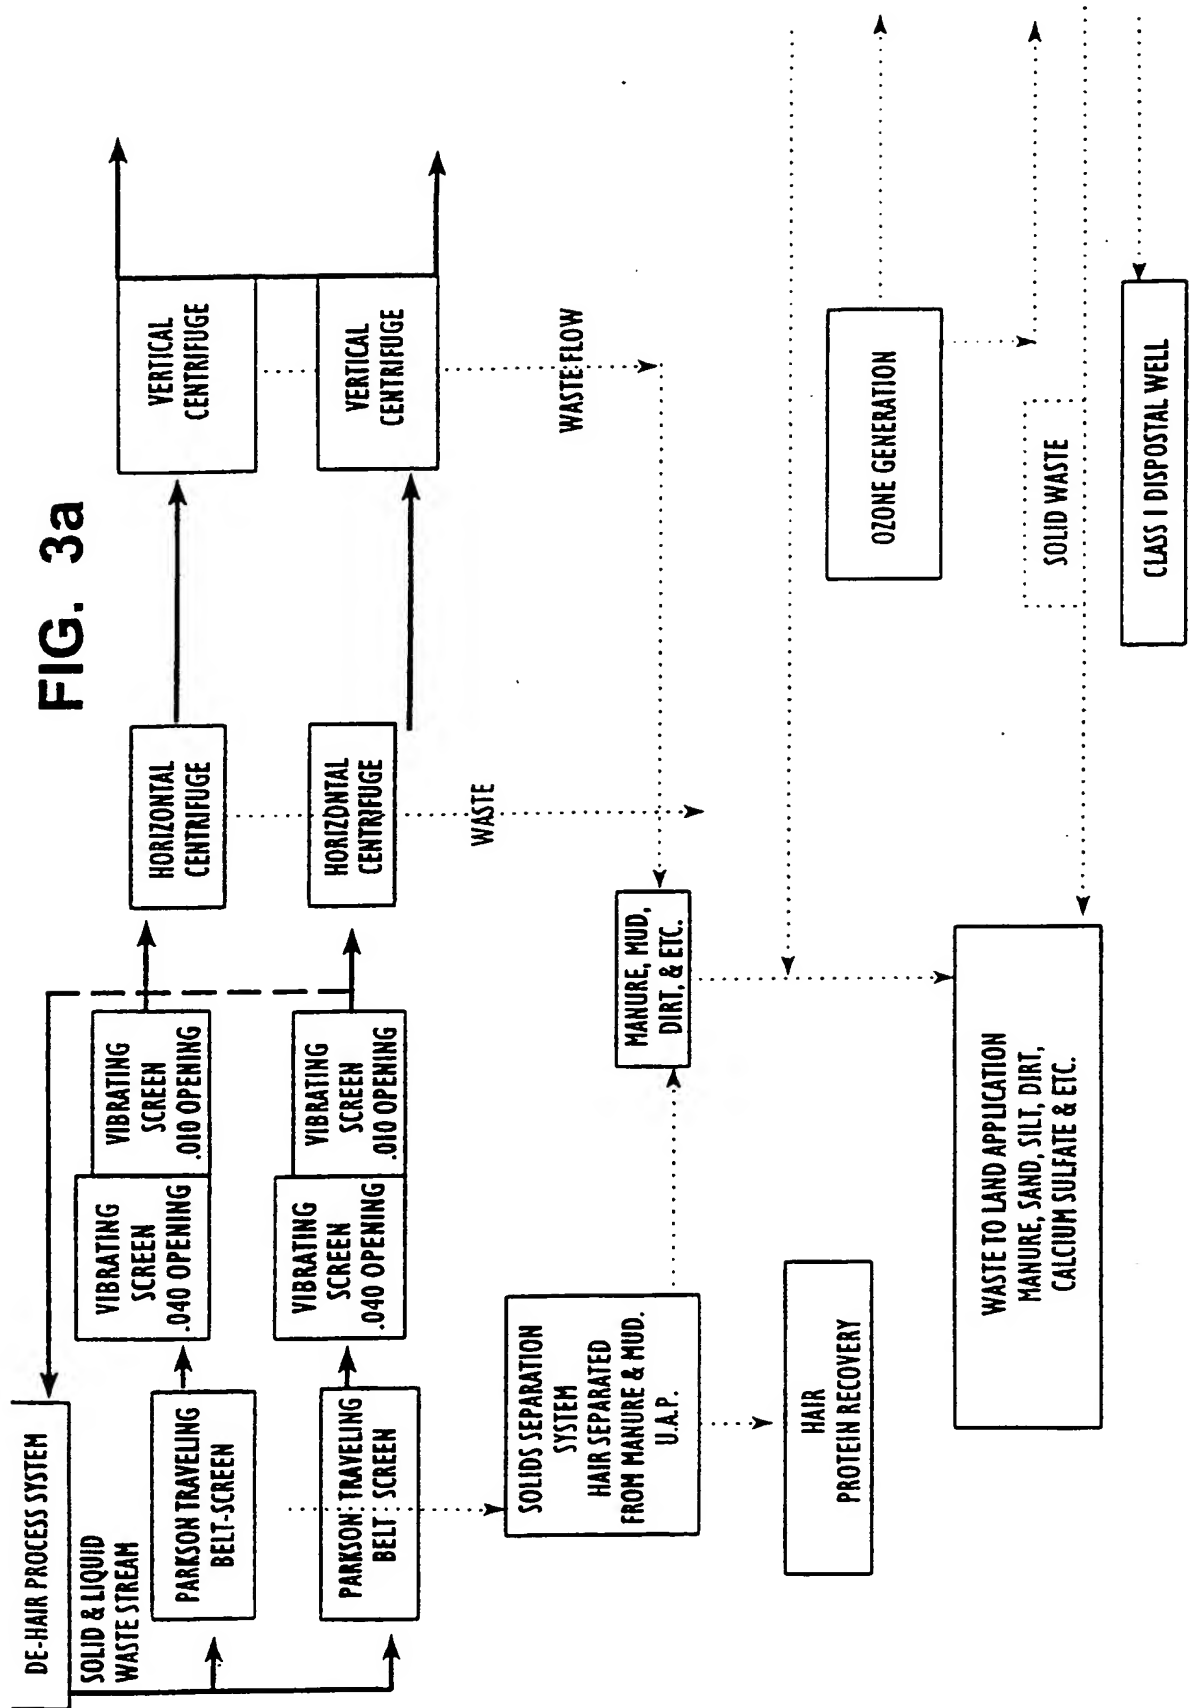 FIG. 3a
DE-HAIR PROCESS SYSTEM
SOLID & LIQUID
WASTE STREAM
PARKSON TRAVELING
BELT-SCREEN
VIBRATING
SCREEN
.040 OPENING
VIBRATING
SCREEN
.010 OPENING
HORIZONTAL
CENTRIFUGE
VERTICAL
CENTRIFUGE
PARKSON TRAVELING
BELT SCREEN
VIBRATING
SCREEN
.040 OPENING
VIBRATING
SCREEN
.010 OPENING
HORIZONTAL
CENTRIFUGE
VERTICAL
CENTRIFUGE
WASTE
WASTE FLOW
SOLIDS SEPARATION
SYSTEM
HAIR SEPARATED
FROM MANURE & MUD.
U.A.P.
MANURE, MUD,
DIRT, & ETC.
HAIR
PROTEIN RECOVERY
OZONE GENERATION
WASTE TO LAND APPLICATION
MANURE, SAND, SILT, DIRT,
CALCIUM SULFATE & ETC.
SOLID WASTE
CLASS I DISPOSTAL WELL